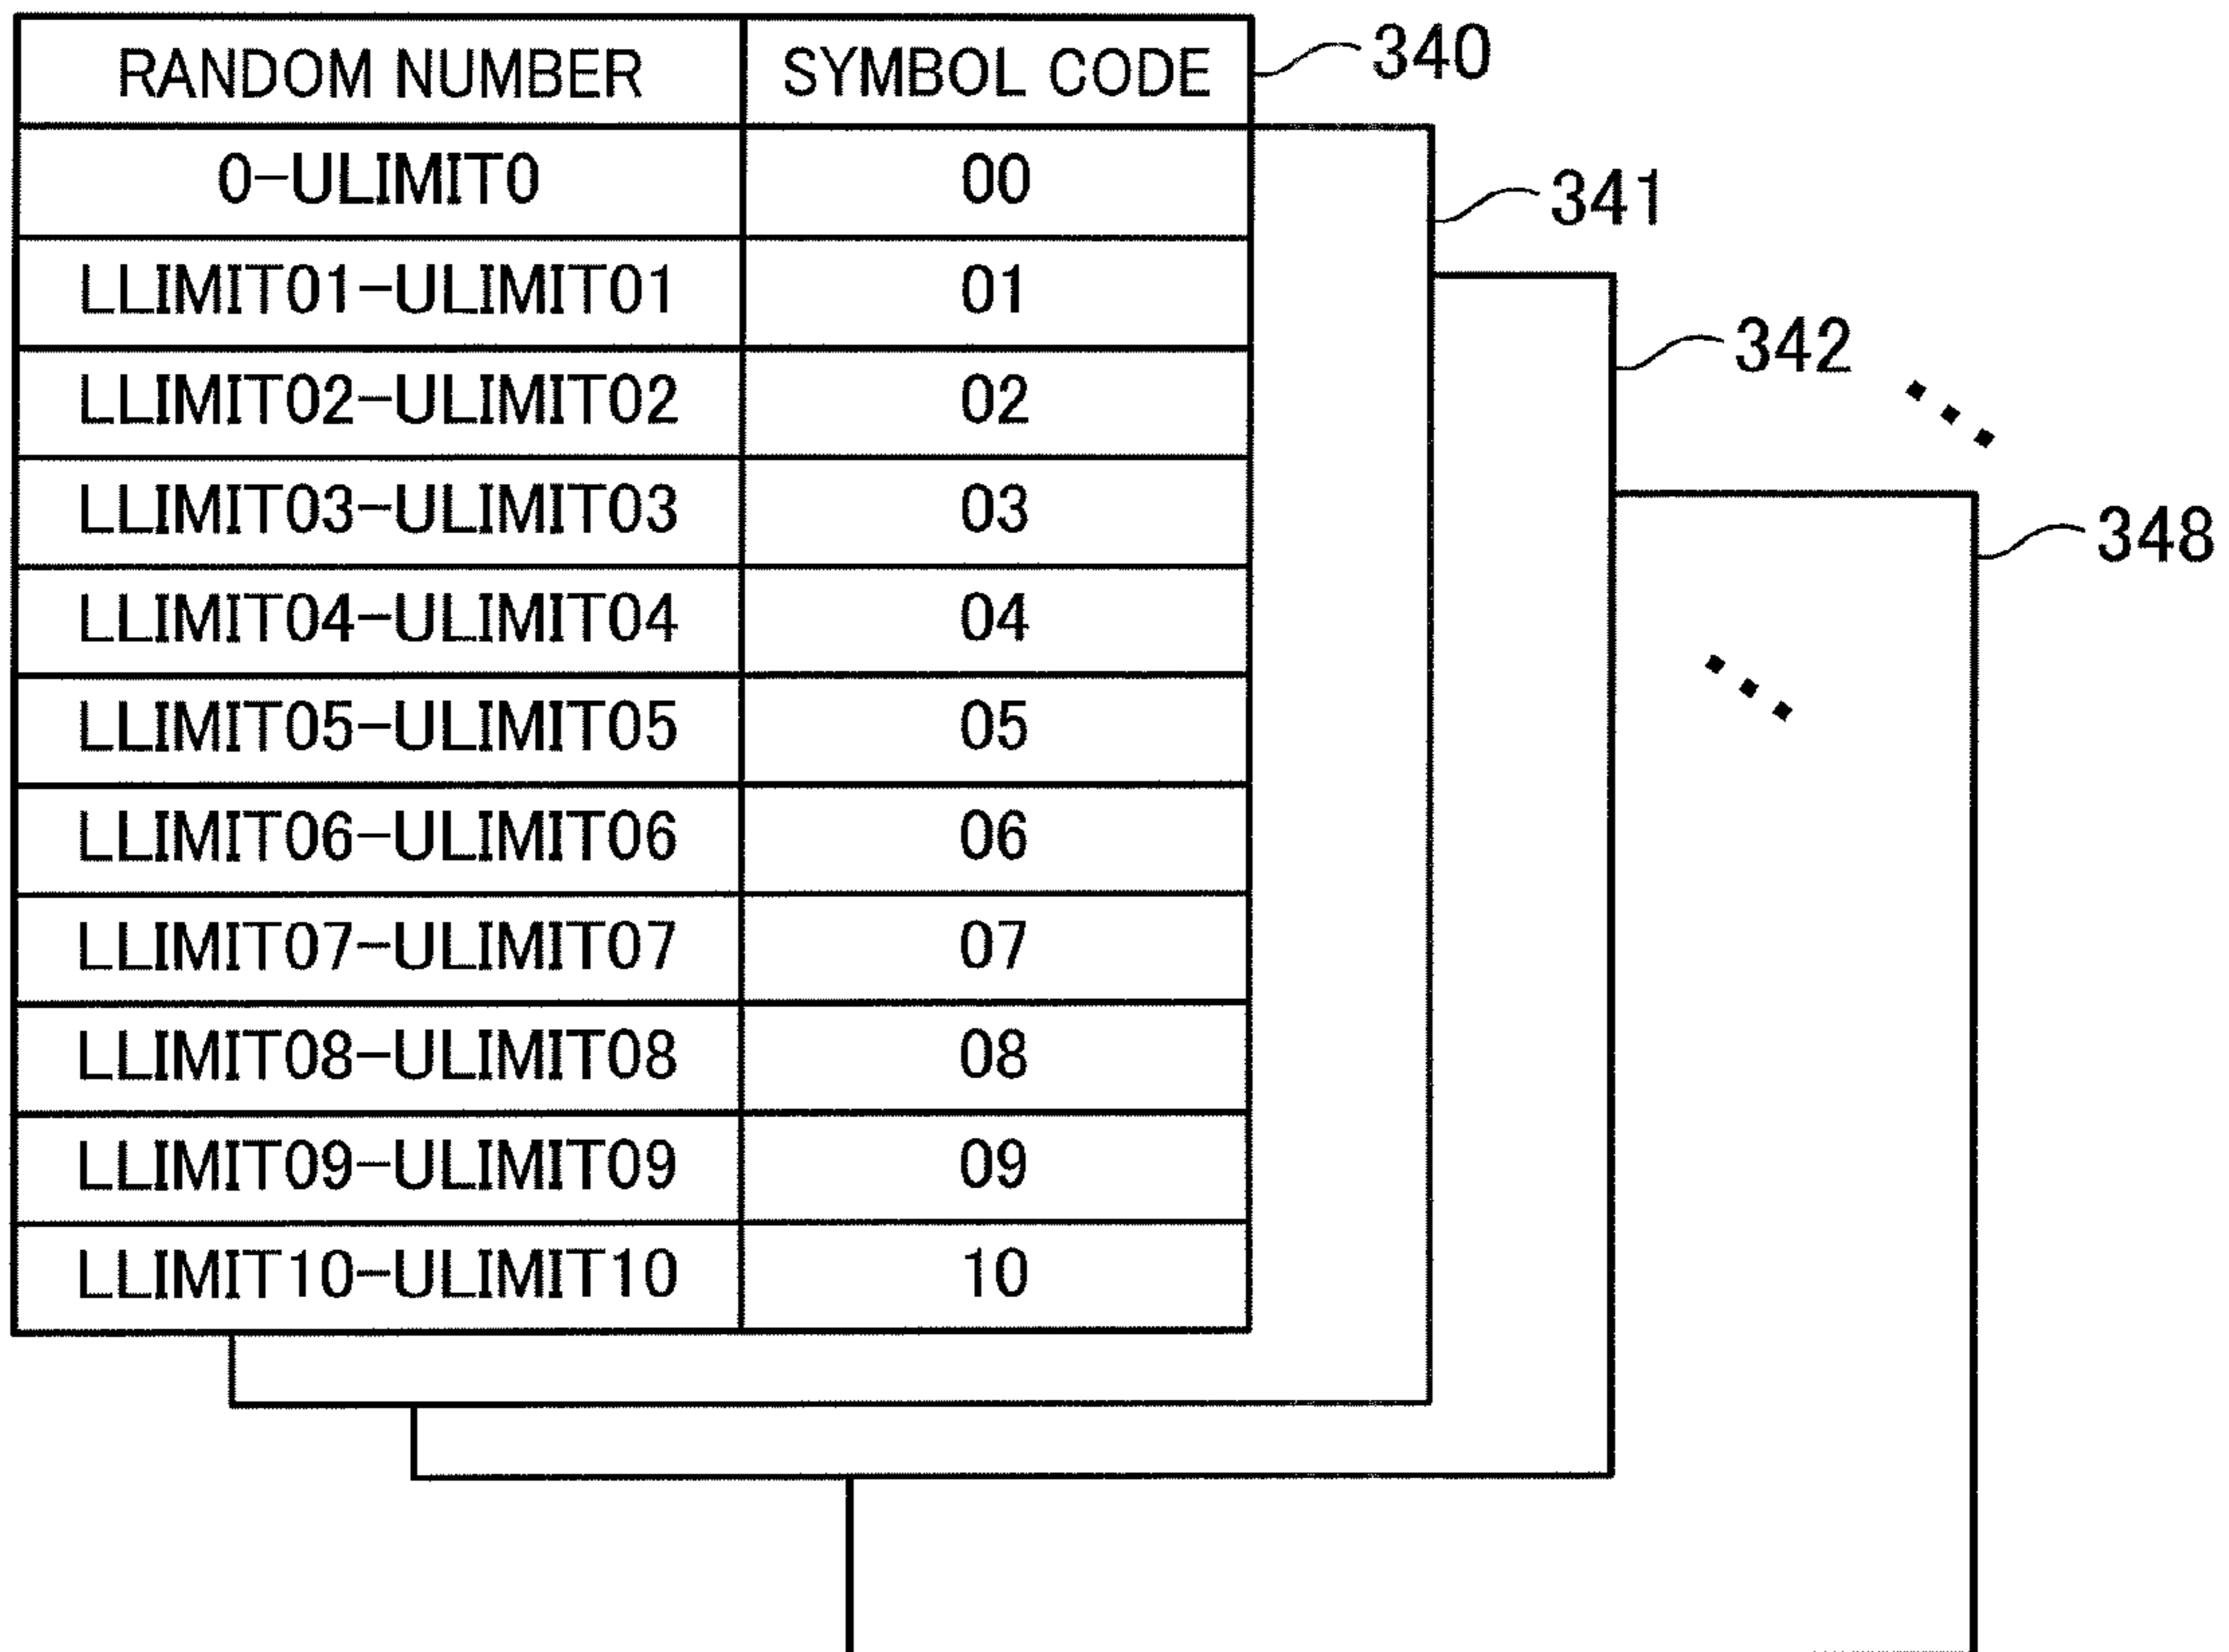 RANDOM NUMBER SYMBOL CODE 340
0-ULIMIT0 00
341
LLIMIT01-ULIMIT01 01
342
LLIMIT02-ULIMIT02 02
LLIMIT03-ULIMIT03 03
348
LLIMIT04-ULIMIT04 04
LLIMIT05-ULIMIT05 05
LLIMIT06-ULIMIT06 06
LLIMIT07-ULIMIT07 07
LLIMIT08-ULIMIT08 08
LLIMIT09-ULIMIT09 09
LLIMIT10-ULIMIT10 10